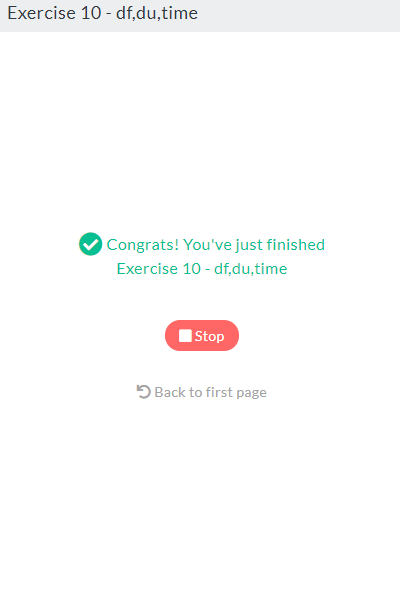 Exercise 10 - df,du,time
Congrats! You've just finished
Exercise 10 - df,du,time
Stop
Back to first page